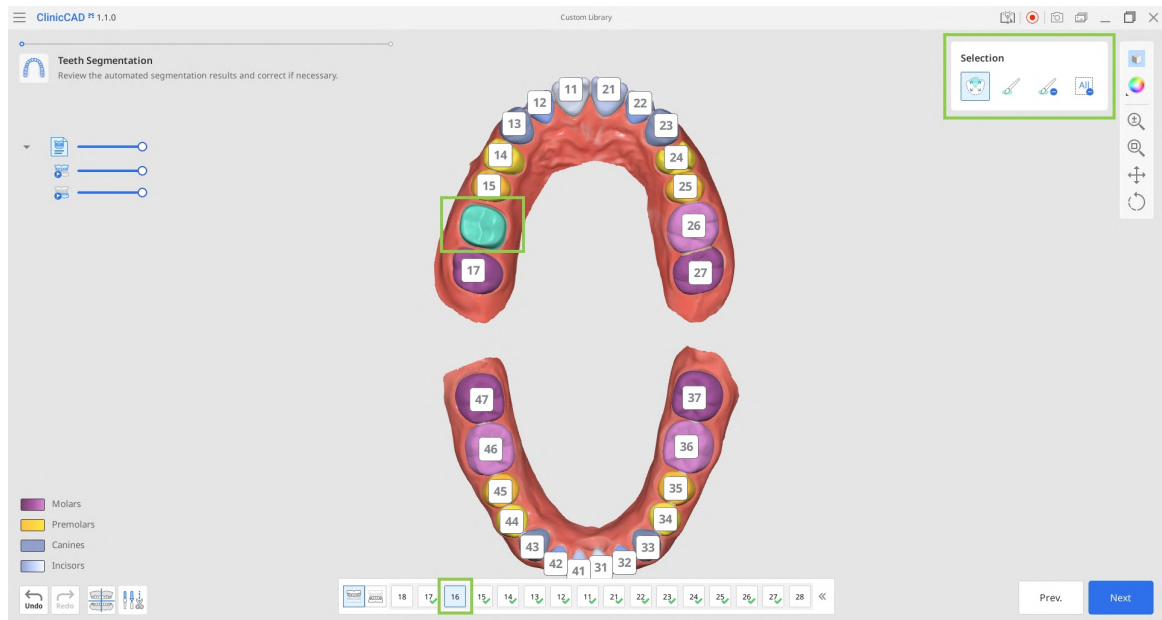 ClinicCAD 1.1.0
Custom Library
Teeth Segmentation
Review the automated segmentation results and correct if necessary.
Selection
All
11 21
12 22
13 23
14 24
15 25
26
17 27
47 37
46 36
45 35
44 34
43 33
42 41 31 32
Molars
Premolars
Canines
Incisors
Undo Redo
18 17 16 15 14 13 12 11 21 22 23 24 25 26 27 28 «
Prev. Next